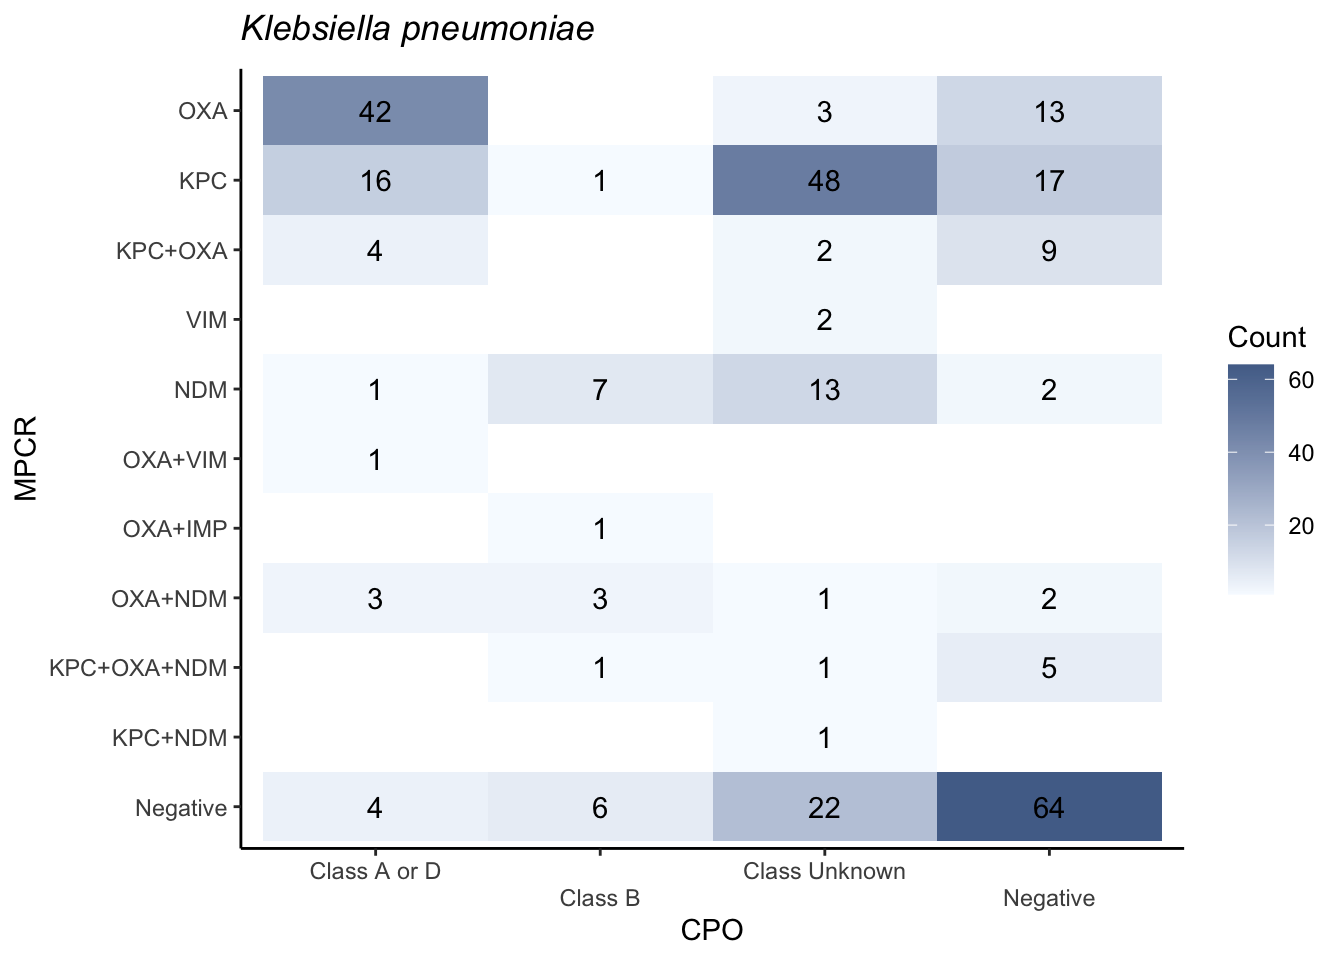 Klebsiella pneumoniae
OXA 42 3 13
KPC 16 1 48 17
KPC+OXA 4 2 9
VIM 2
NDM 1 7 13 2
OXA+VIM 1
OXA+IMP 1
OXA+NDM 3 3 1 2
KPC+OXA+NDM 1 1 5
KPC+NDM 1
Negative 4 6 22 64
Class A or D
Class B
Class Unknown
Negative
CPO
MPCR
Count
60
40
20